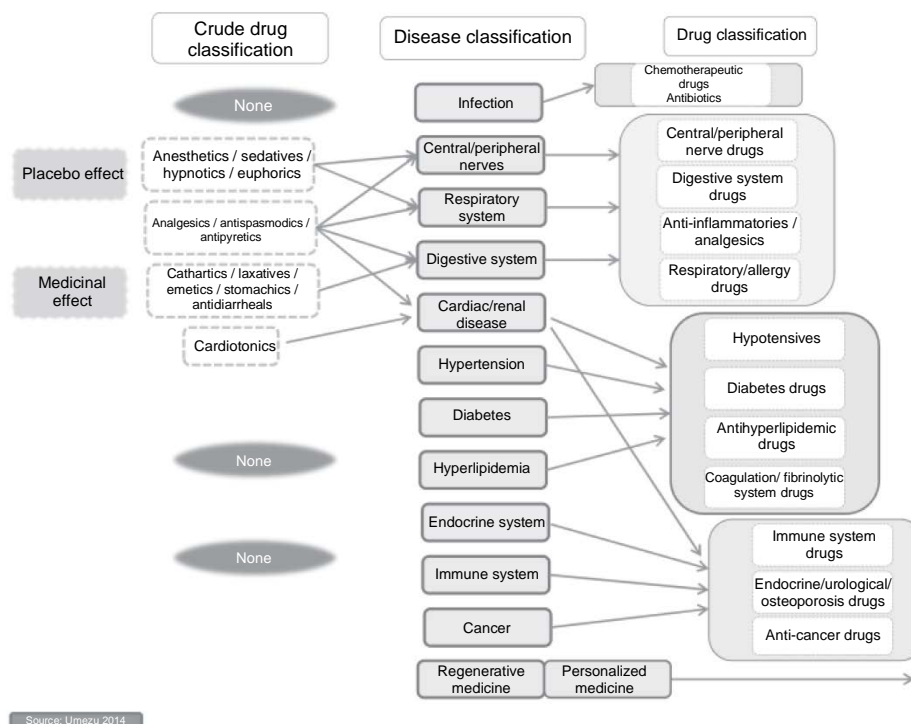 Crude drug
classification
Disease classification
Drug classification
None
Infection
Chemotherapeutic
drugs
Antibiotics
Placebo effect
Anesthetics / sedatives /
hypnotics / euphorics
Central/peripheral
nerves
Central/peripheral
nerve drugs
Digestive system
drugs
Analgesics / antispasmodics /
antipyretics
Respiratory
system
Anti-inflammatories /
analgesics
Medicinal
effect
Cathartics / laxatives /
emetics / stomachics /
antidiarrheals
Digestive system
Respiratory/allergy
drugs
Cardiotonics
Cardiac/renal
disease
Hypertension
Diabetes
Hyperlipidemia
Hypotensives
Diabetes drugs
Antihyperlipidemic
drugs
Coagulation/ fibrinolytic
system drugs
None
None
Endocrine system
Immune system
Cancer
Immune system
drugs
Endocrine/urological/
osteoporosis drugs
Anti-cancer drugs
Regenerative
medicine
Personalized
medicine
Source: Umezu 2014